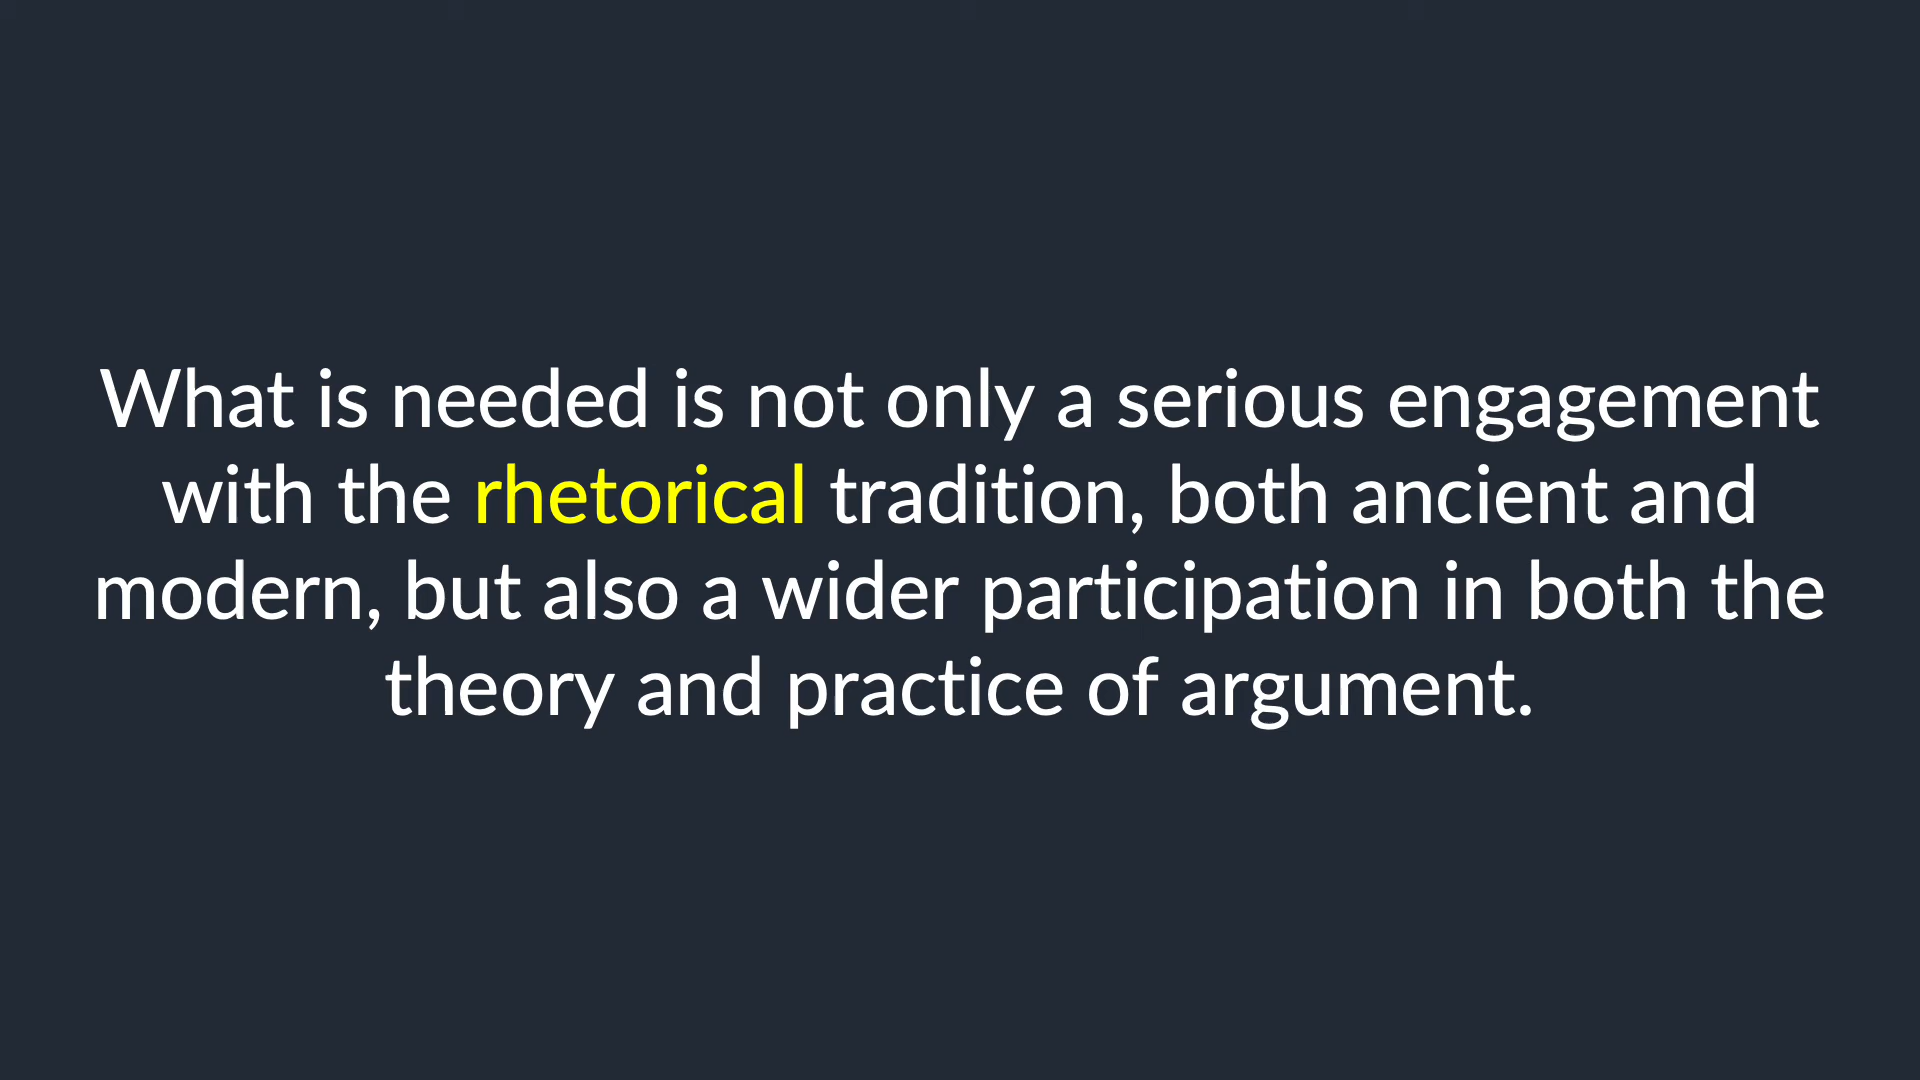 What is needed is not only a serious engagement
with the rhetorical tradition, both ancient and
modern, but also a wider participation in both the
theory and practice of argument.